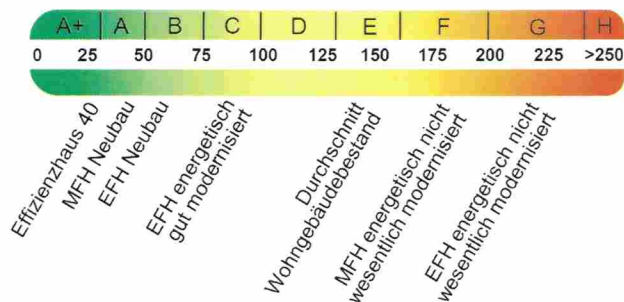 A+ A B C D E F G H
0 25 50 75 100 125 150 175 200 225 >250
Effizienzhaus 40
MFH Neubau
EFH Neubau
EFH energetisch
gut modernisiert
Durchschnitt
Wohngebäudebestand
MFH energetisch nicht
wesentlich modernisiert
EFH energetisch nicht
wesentlich modernisiert